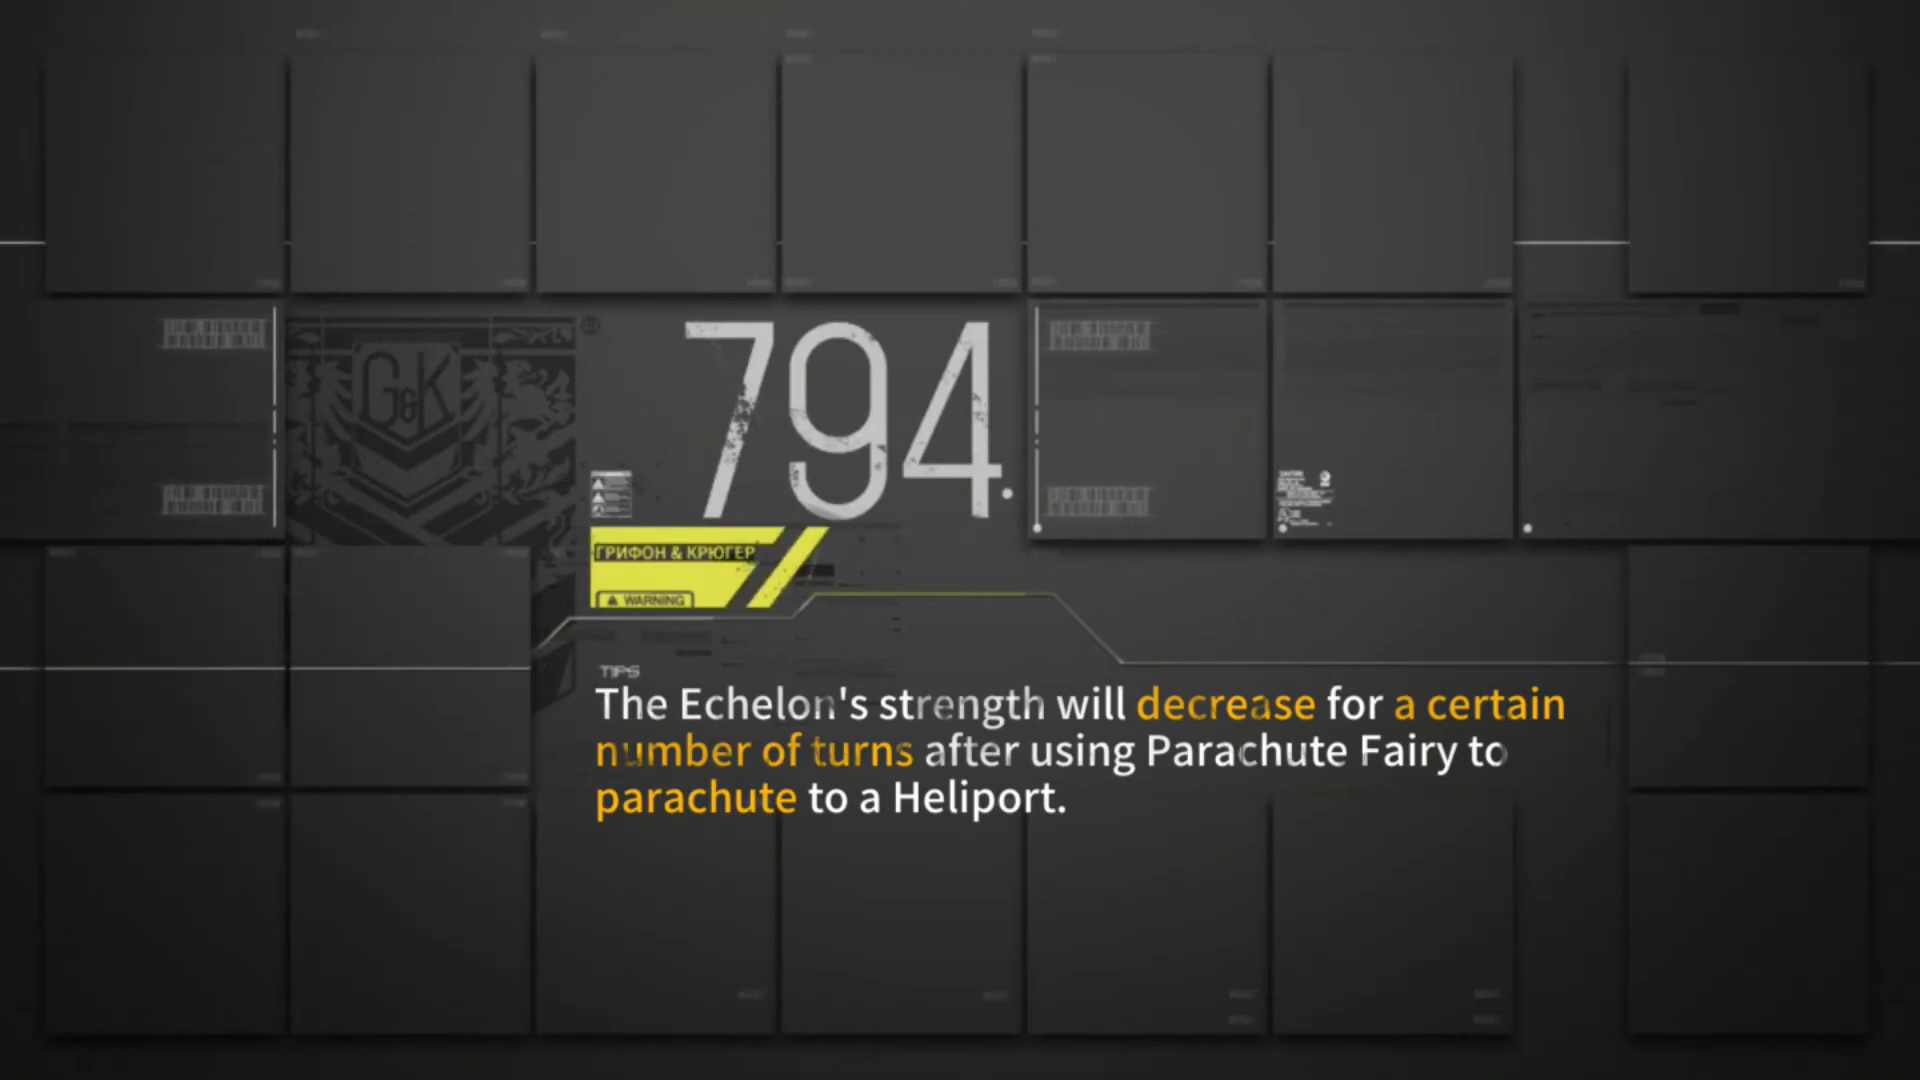 G&K
794.
ГРИФОН & КРЮГЕР
WARNING
TIPS
The Echelon's strength will decrease for a certain
number of turns after using Parachute Fairy to
parachute to a Heliport.